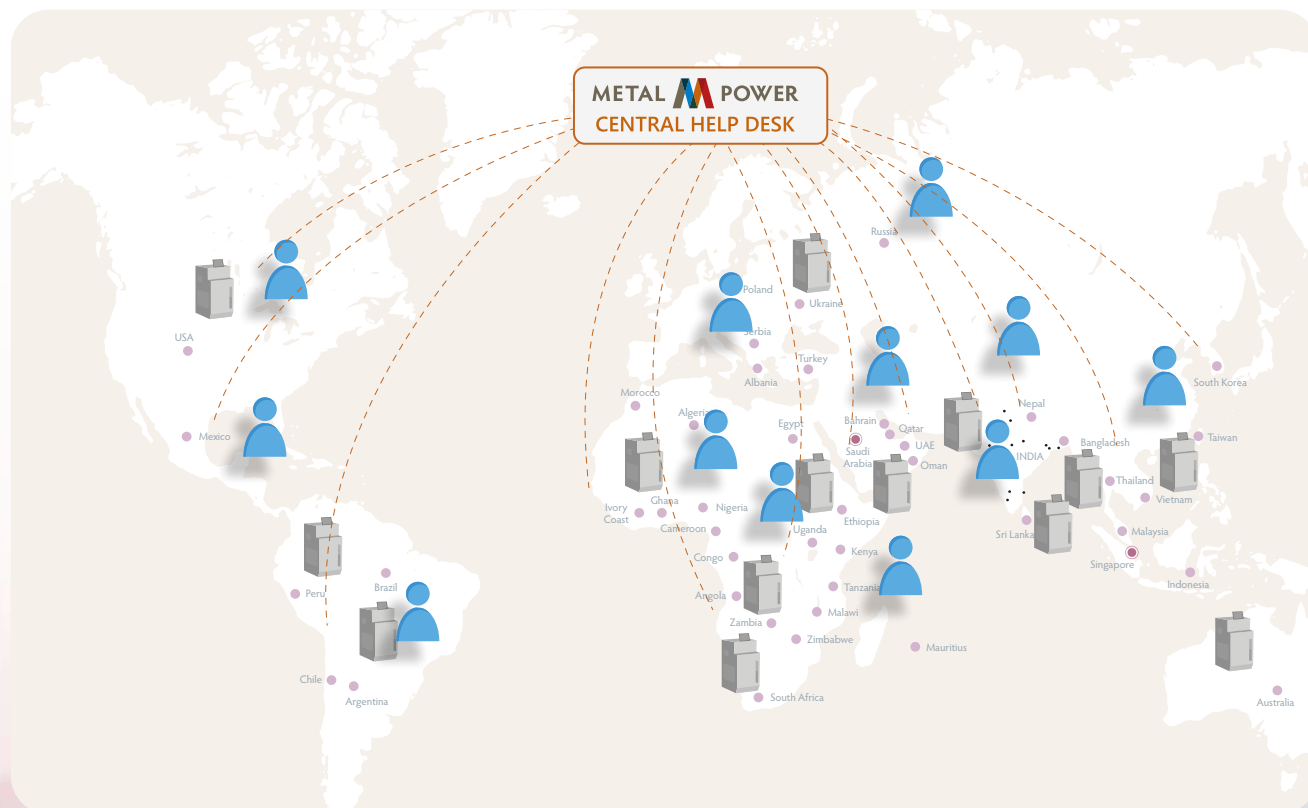 METAL POWER
CENTRAL HELP DESK
Russia
Poland
Ukraine
Serbia
USA
Turkey
Albania
South Korea
Morocco
Algeria
Nepal
Mexico
Egypt
Bahrain
Qatar
Saudi
Arabia
UAE
Oman
INDIA
Bangladesh
Taiwan
Thailand
Vietnam
Ghana
Ivory
Coast
Nigeria
Cameroon
Ethiopia
Uganda
Sri Lanka
Malaysia
Congo
Kenya
Singapore
Indonesia
Peru
Brazil
Angola
Tanzania
Malawi
Zambia
Zimbabwe
Mauritius
Chile
Argentina
South Africa
Australia